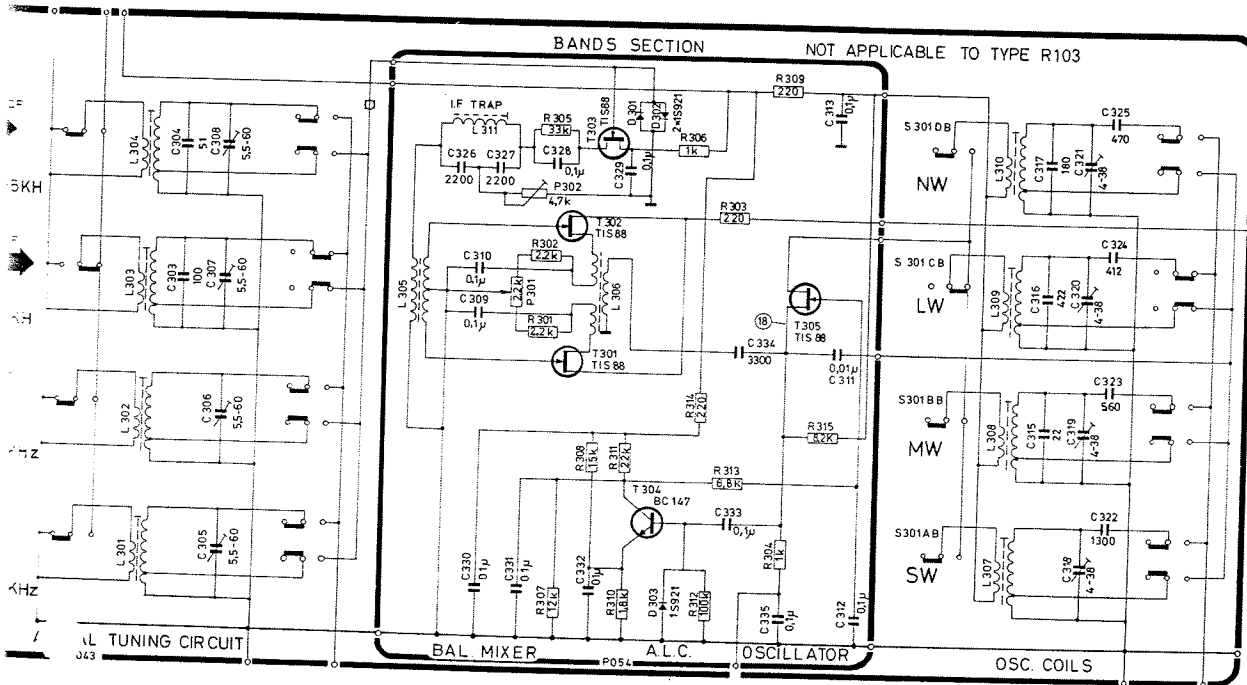 BANDS SECTION
NOT APPLICABLE TO TYPE R103
R309
220
C313
0,1µ
I.F TRAP
L311
R305
33k
T303
TIS88
D301
D302
2×1S921
C326
2200
C327
2200
C328
0,1µ
C329
0,1µ
R306
1k
P302
4,7k
L304
C304
51
C308
5,5-60
S301DB
NW
L310
C317
180
C321
4-38
C325
470
5KH
R303
220
T302
TIS88
L303
C303
100
C307
5,5-60
L305
C310
0,1µ
C309
0,1µ
R302
2,2k
P301
2,2k
R301
2,2k
L306
T301
TIS88
18
T305
TIS88
C334
3300
0,01µ
C311
S301CB
LW
L309
C316
422
C320
4-38
C324
412
KH
L302
C306
5,5-60
R314
220
R315
8,2k
S301BB
MW
L308
C315
22
C319
4-38
C323
560
KHz
R308
15k
R311
22k
R313
6,8k
T304
BC147
C333
0,1µ
R304
1k
L301
C305
5,5-60
C330
0,1µ
C331
0,1µ
R307
12k
C332
0,1µ
R310
1,8k
D303
1S921
R312
100k
C335
0,1µ
C312
0,1µ
S301AB
SW
L307
C318
4-38
C322
1300
KHz
L TUNING CIRCUIT
043
BAL. MIXER
P054
A.L.C.
OSCILLATOR
OSC. COILS